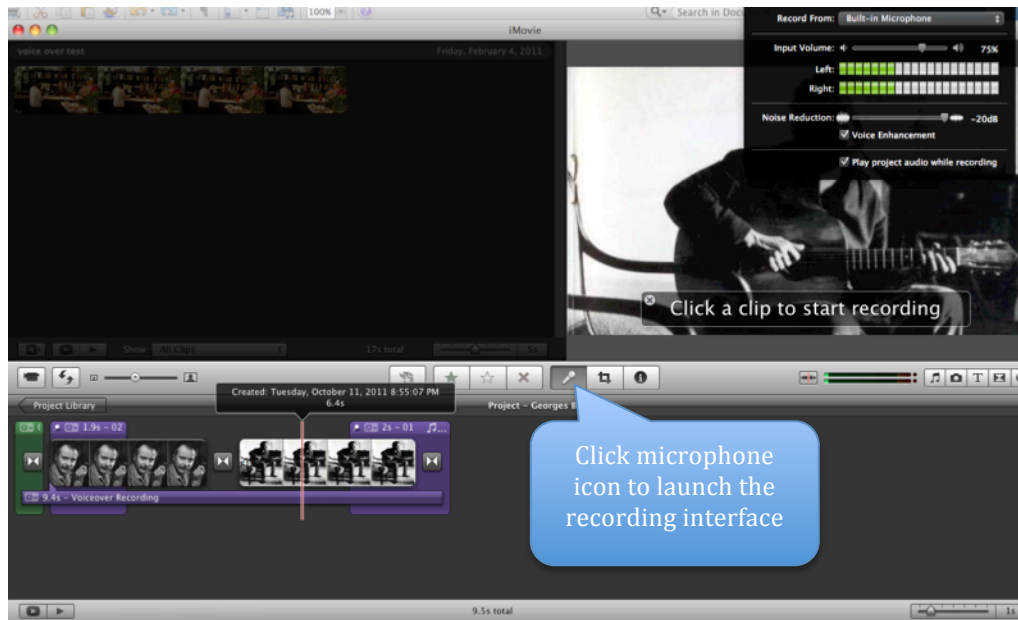 100%
Search in Docu
iMovie
Record From: Built-in Microphone
Input Volume: 75%
Left:
Right:
Noise Reduction: -20dB
Voice Enhancement
Play project audio while recording
voice over test Friday, February 4, 2011
Click a clip to start recording
Show: All Clips 17s total 5s
Created: Tuesday, October 11, 2011 8:55:07 PM
6.4s
Project Library
Project - Georges B
1.9s - 02
2s - 01
9.4s - Voiceover Recording
Click microphone
icon to launch the
recording interface
9.5s total
1s